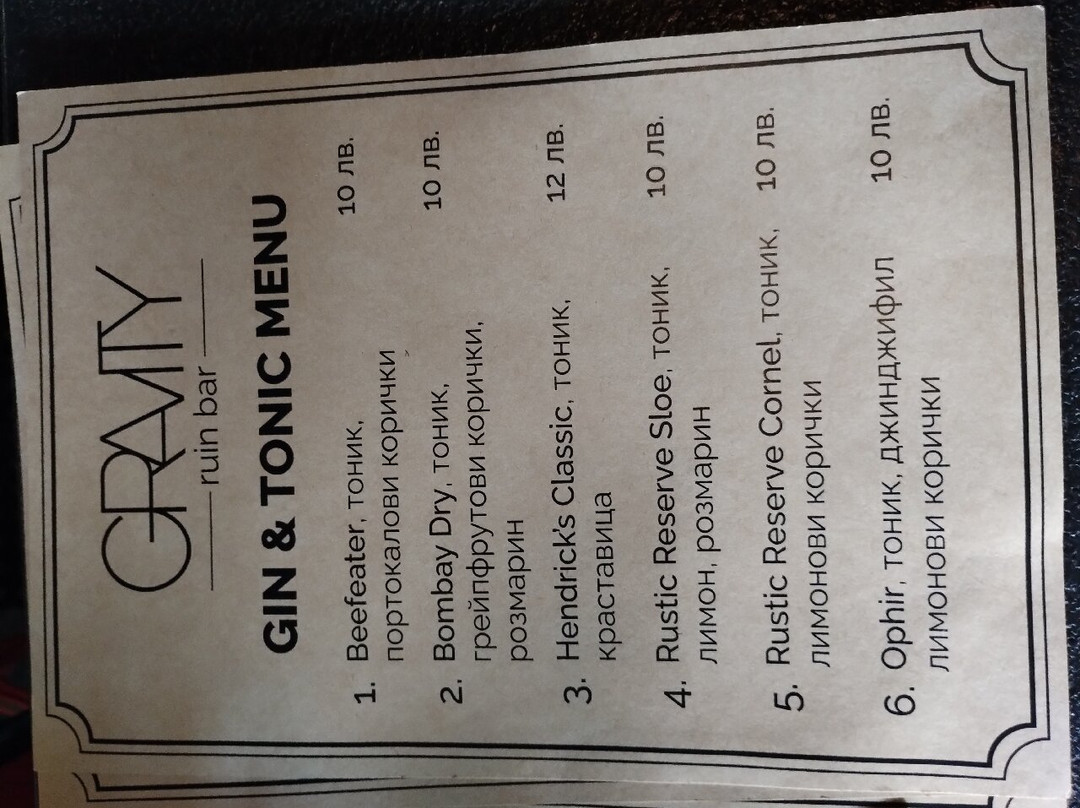 GRAVITY
ruin bar
GIN & TONIC MENU
1. Beefeater, тоник, 10 лв.
портокалови корички
2. Bombay Dry, тоник, 10 лв.
грейпфрутови корички,
розмарин
3. Hendrick's Classic, тоник, 12 лв.
краставица
4. Rustic Reserve Sloe, тоник, 10 лв.
лимон, розмарин
5. Rustic Reserve Cornel, тоник, 10 лв.
лимонови корички
6. Ophir, тоник, джинджифил 10 лв.
лимонови корички